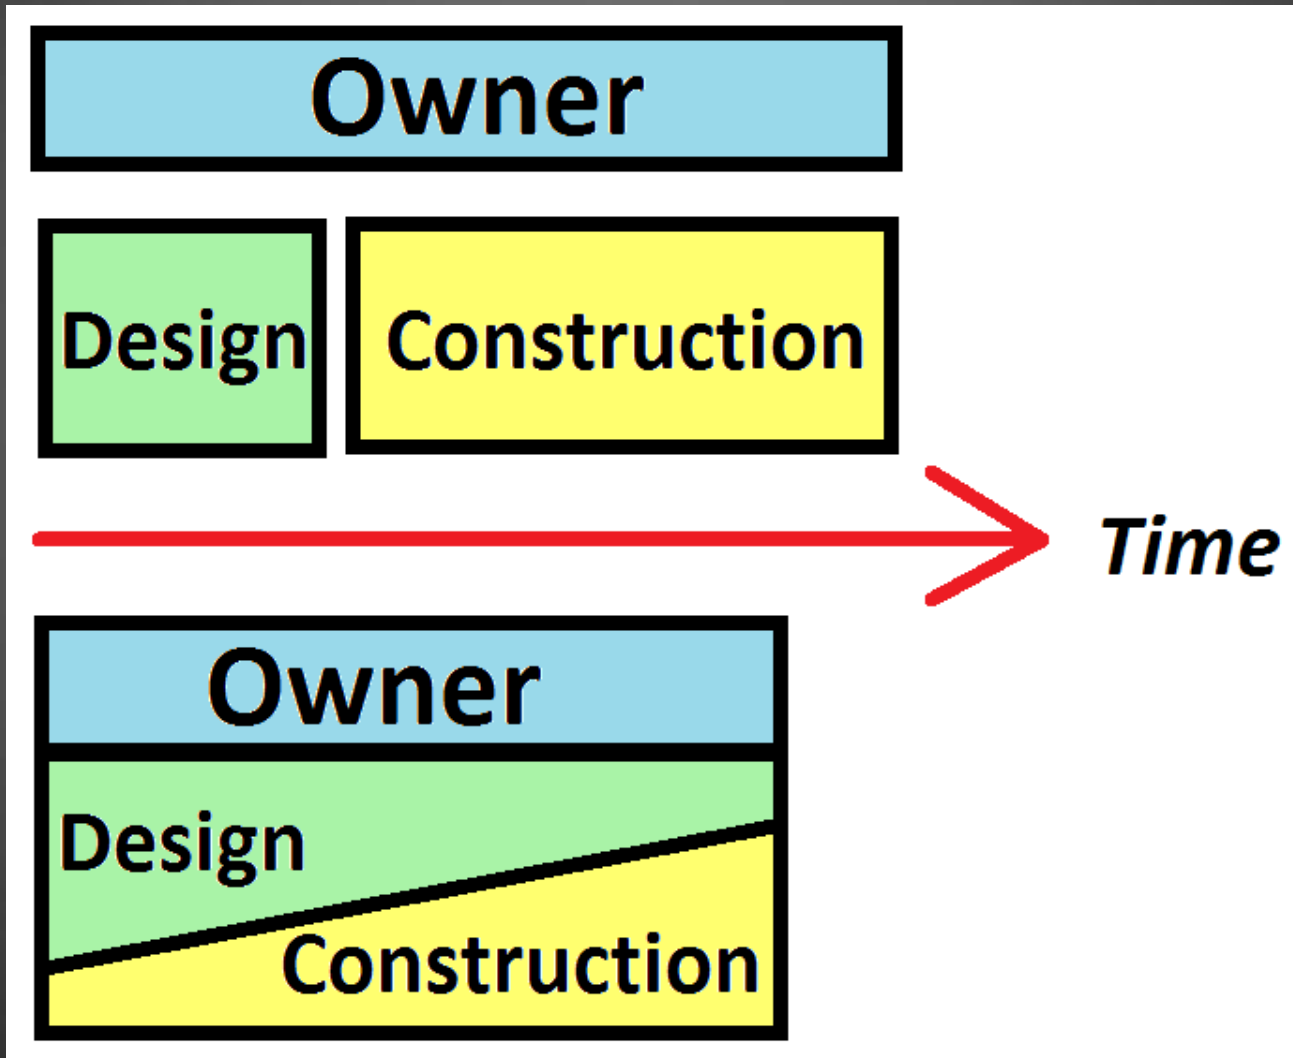 Owner
Design
Construction
Time
Owner
Design
Construction